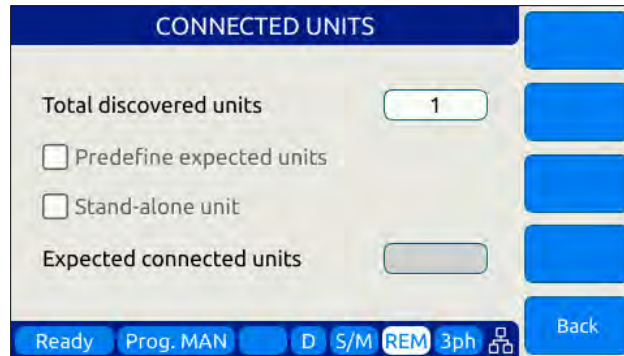 CONNECTED UNITS
Total discovered units 1
Predefine expected units
Stand-alone unit
Expected connected units
Back
Ready Prog. MAN D S/M REM 3ph